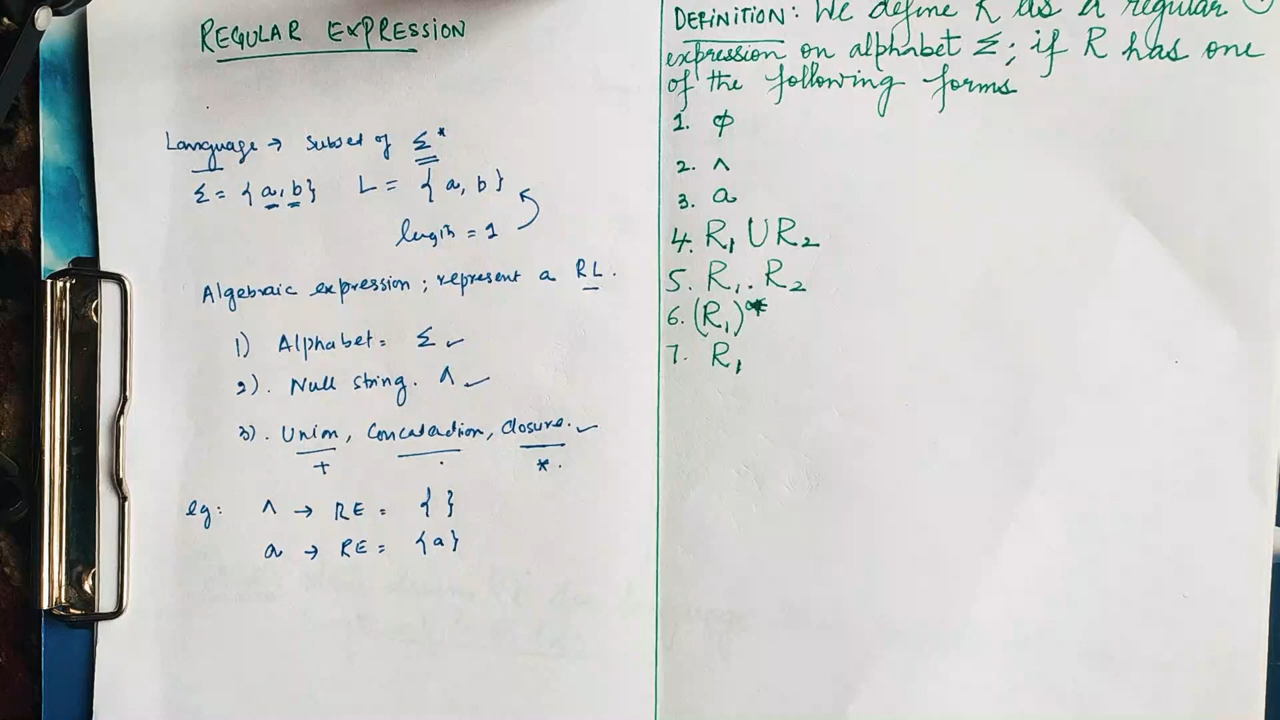 REGULAR EXPRESSION
Language → Subset of Σ*
Σ = {a,b} L = {a, b}
length = 1
Algebraic expression ; represent a RL.
1) Alphabet = Σ ✓
2). Null string. Λ ✓
3). Union, Concatenation, Closure. ✓
+ . *.
eg: Λ → RE = { }
a → RE = {a}
DEFINITION: We define R as a regular
expression on alphabet Σ; if R has one
of the following forms
1. ϕ
2. Λ
3. a
4. R₁ U R₂
5. R₁. R₂
6. (R₁)*
7. R₁